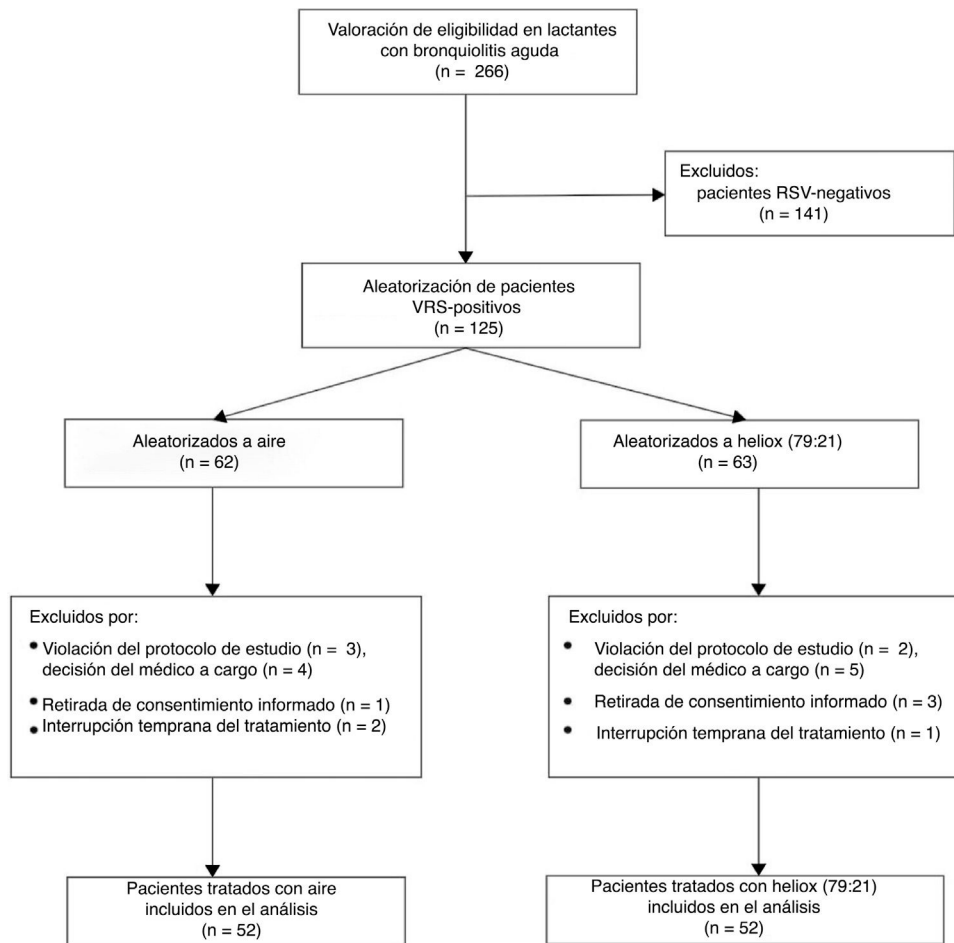 Valoración de eligibilidad en lactantes
con bronquiolitis aguda
(n = 266)
Excluidos:
pacientes RSV-negativos
(n = 141)
Aleatorización de pacientes
VRS-positivos
(n = 125)
Aleatorizados a aire
(n = 62)
Aleatorizados a heliox (79:21)
(n = 63)
Excluidos por:
• Violación del protocolo de estudio (n = 3),
decisión del médico a cargo (n = 4)
• Retirada de consentimiento informado (n = 1)
• Interrupción temprana del tratamiento (n = 2)
Excluidos por:
• Violación del protocolo de estudio (n = 2),
decisión del médico a cargo (n = 5)
• Retirada de consentimiento informado (n = 3)
• Interrupción temprana del tratamiento (n = 1)
Pacientes tratados con aire
incluidos en el análisis
(n = 52)
Pacientes tratados con heliox (79:21)
incluidos en el análisis
(n = 52)